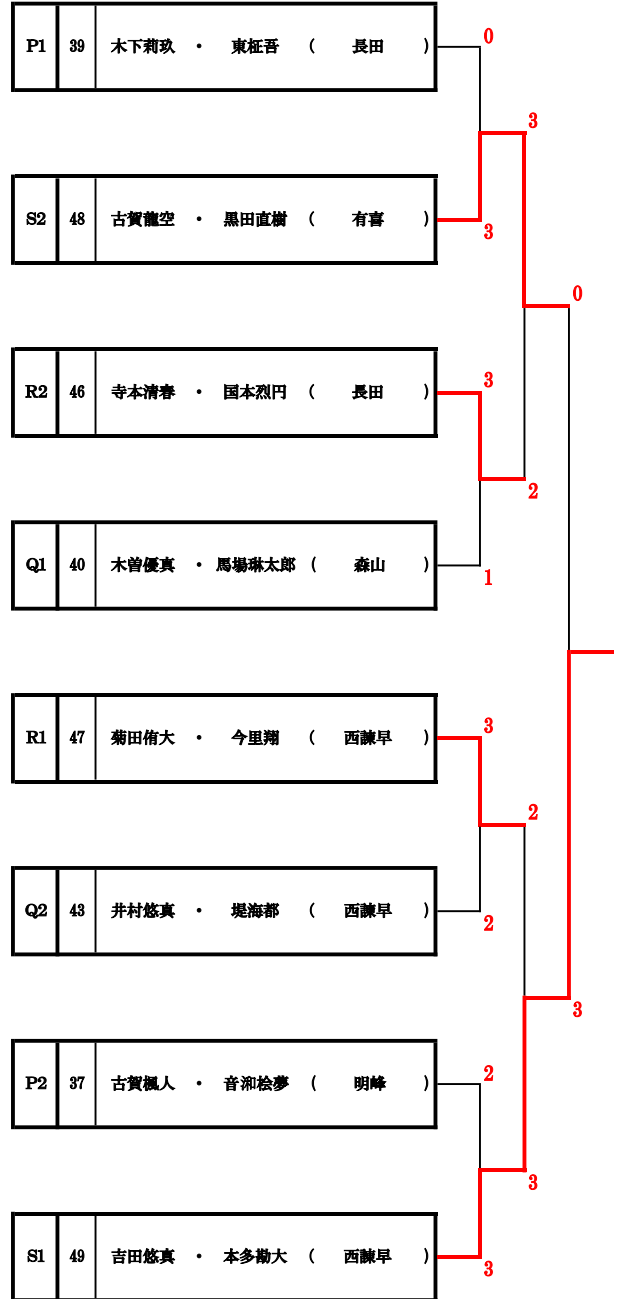 P1 39 木下莉玖 ・ 東柾吾 ( 長田 ) 0
3
S2 48 古賀龍空 ・ 黒田直樹 ( 有喜 ) 3
0
R2 46 寺本清春 ・ 国本烈円 ( 長田 ) 3
2
Q1 40 木曽優真 ・ 馬場琳太郎 ( 森山 ) 1
R1 47 菊田侑大 ・ 今里翔 ( 西諫早 ) 3
2
Q2 43 井村悠真 ・ 堤海都 ( 西諫早 ) 2
3
P2 37 古賀楓人 ・ 音和桧夢 ( 明峰 ) 2
3
S1 49 吉田悠真 ・ 本多勘大 ( 西諫早 ) 3